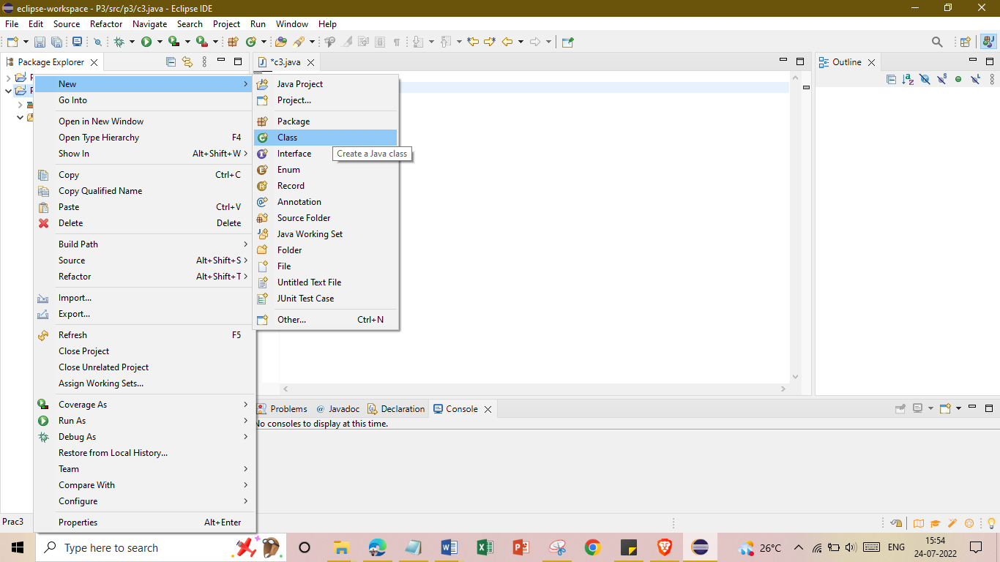 eclipse-workspace - P3/src/p3/c3.java - Eclipse IDE
File Edit Source Refactor Navigate Search Project Run Window Help
Package Explorer
*c3.java
Outline
New
Go Into
Open in New Window
Open Type Hierarchy F4
Show In Alt+Shift+W
Copy Ctrl+C
Copy Qualified Name
Paste Ctrl+V
Delete Delete
Build Path
Source Alt+Shift+S
Refactor Alt+Shift+T
Import...
Export...
Refresh F5
Close Project
Close Unrelated Project
Assign Working Sets...
Coverage As
Run As
Debug As
Restore from Local History...
Team
Compare With
Configure
Properties Alt+Enter
Java Project
Project...
Package
Class
Interface
Create a Java class
Enum
Record
Annotation
Source Folder
Java Working Set
Folder
File
Untitled Text File
JUnit Test Case
Other... Ctrl+N
Problems @ Javadoc Declaration Console
No consoles to display at this time.
Prac3
Type here to search
26°C
ENG
15:54
24-07-2022